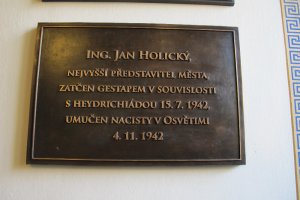 ING. JAN HOLICKÝ,
NEJVYŠŠÍ PŘEDSTAVITEL MĚSTA,
ZATČEN GESTAPEM V SOUVISLOSTI
S HEYDRICHIÁDOU 15. 7. 1942,
UMUČEN NACISTY V OSVĚTIMI
4. 11. 1942